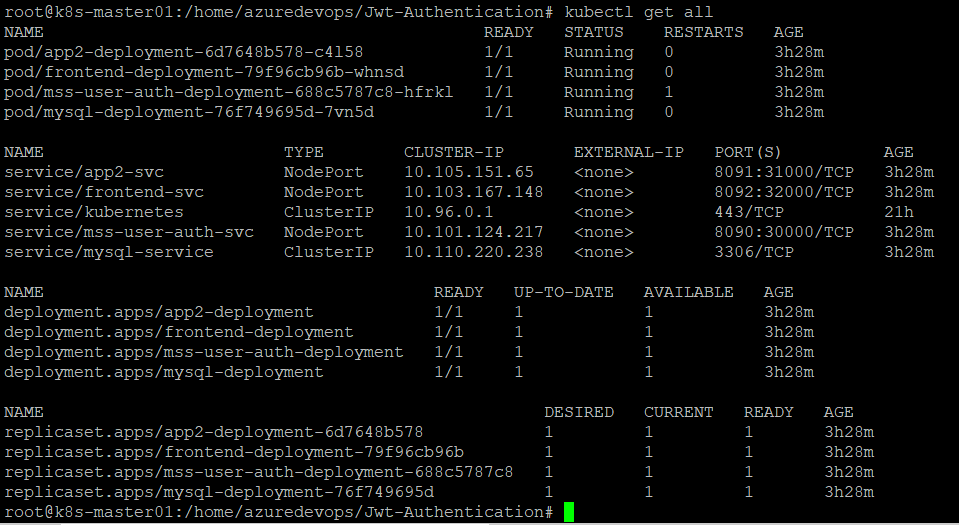 root@k8s-master01:/home/azuredevops/Jwt-Authentication# kubectl get all
NAME READY STATUS RESTARTS AGE
pod/app2-deployment-6d7648b578-c4l58 1/1 Running 0 3h28m
pod/frontend-deployment-79f96cb96b-whnsd 1/1 Running 0 3h28m
pod/mss-user-auth-deployment-688c5787c8-hfrkl 1/1 Running 1 3h28m
pod/mysql-deployment-76f749695d-7vn5d 1/1 Running 0 3h28m
NAME TYPE CLUSTER-IP EXTERNAL-IP PORT(S) AGE
service/app2-svc NodePort 10.105.151.65 <none> 8091:31000/TCP 3h28m
service/frontend-svc NodePort 10.103.167.148 <none> 8092:32000/TCP 3h28m
service/kubernetes ClusterIP 10.96.0.1 <none> 443/TCP 21h
service/mss-user-auth-svc NodePort 10.101.124.217 <none> 8090:30000/TCP 3h28m
service/mysql-service ClusterIP 10.110.220.238 <none> 3306/TCP 3h28m
NAME READY UP-TO-DATE AVAILABLE AGE
deployment.apps/app2-deployment 1/1 1 1 3h28m
deployment.apps/frontend-deployment 1/1 1 1 3h28m
deployment.apps/mss-user-auth-deployment 1/1 1 1 3h28m
deployment.apps/mysql-deployment 1/1 1 1 3h28m
NAME DESIRED CURRENT READY AGE
replicaset.apps/app2-deployment-6d7648b578 1 1 1 3h28m
replicaset.apps/frontend-deployment-79f96cb96b 1 1 1 3h28m
replicaset.apps/mss-user-auth-deployment-688c5787c8 1 1 1 3h28m
replicaset.apps/mysql-deployment-76f749695d 1 1 1 3h28m
root@k8s-master01:/home/azuredevops/Jwt-Authentication#